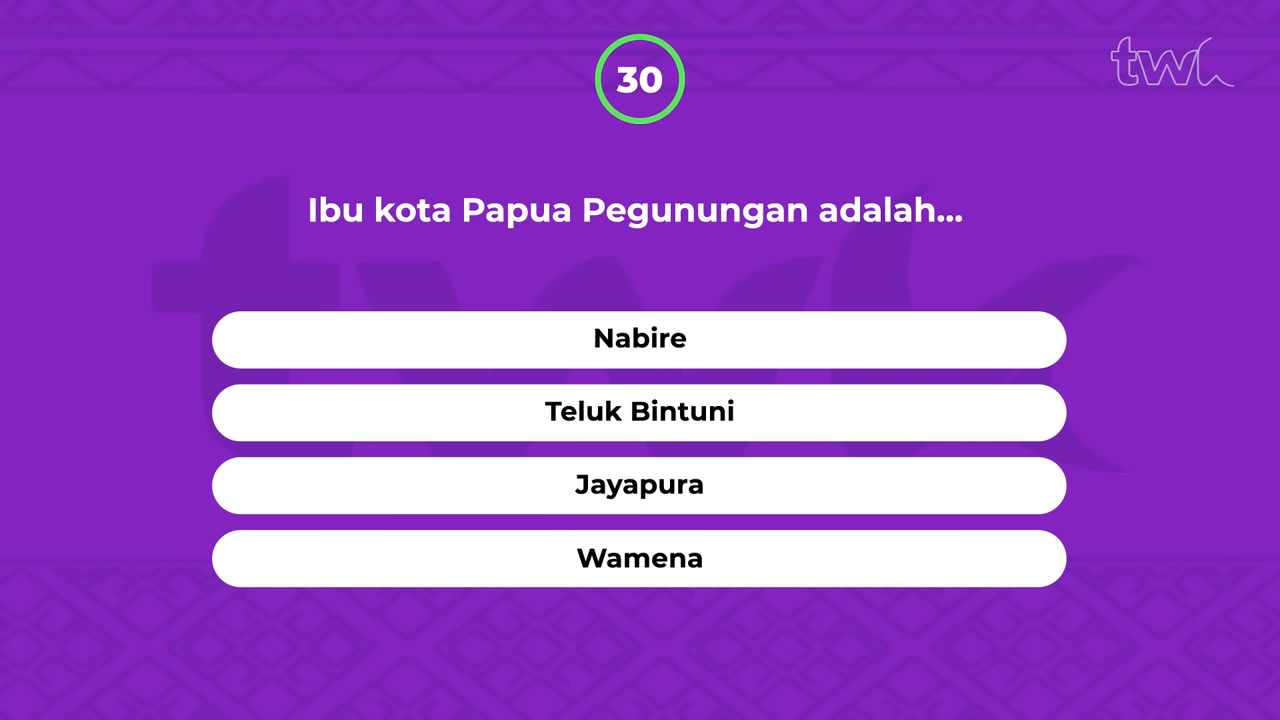 30
twk
Ibu kota Papua Pegunungan adalah...
Nabire
Teluk Bintuni
Jayapura
Wamena